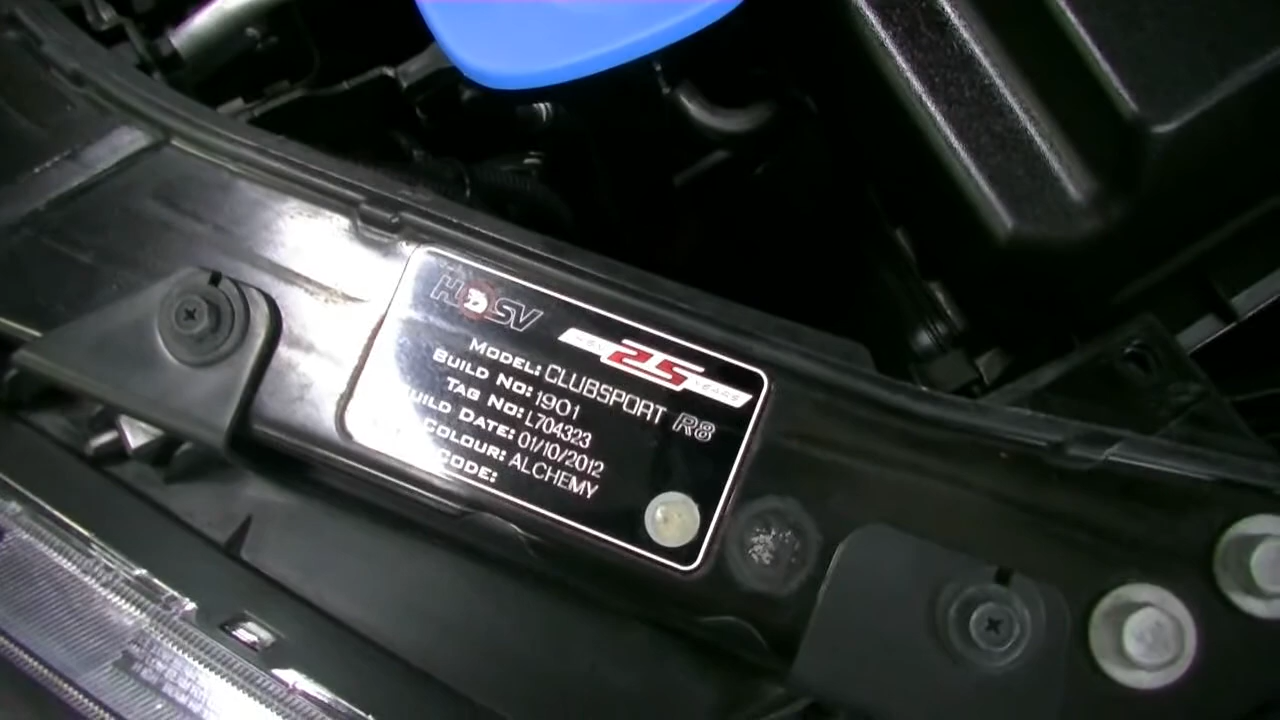 HSV
HSV 25 YEARS
MODEL: CLUBSPORT R8
BUILD NO: 1901
TAG NO: L704323
BUILD DATE: 01/10/2012
COLOUR: ALCHEMY
CODE: